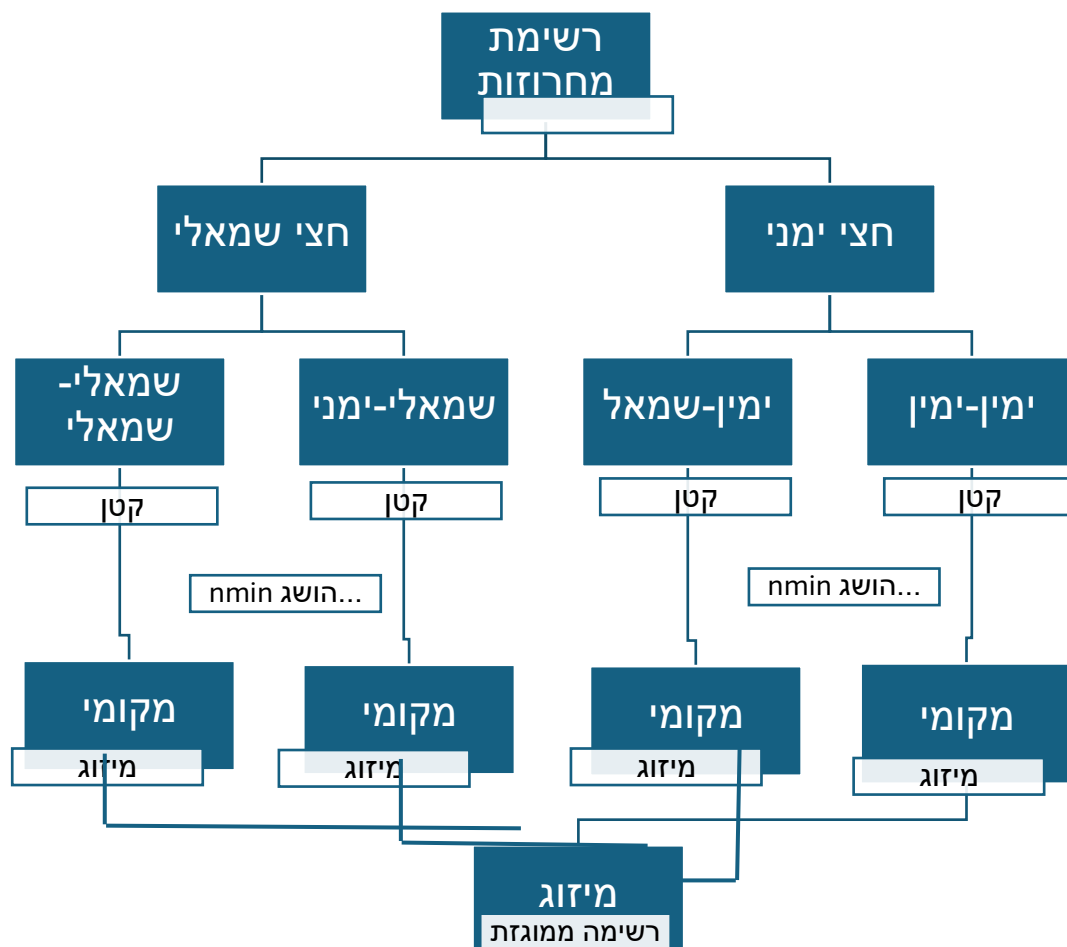 רשימת
מחרוזות
חצי ימני
חצי שמאלי
ימין-ימין
ימין-שמאל
שמאלי-ימני
שמאלי-
שמאלי
קטן
קטן
קטן
קטן
...הושג nmin
...הושג nmin
מקומי
מקומי
מקומי
מקומי
מיזוג
מיזוג
מיזוג
מיזוג
מיזוג
רשימה ממוגזת